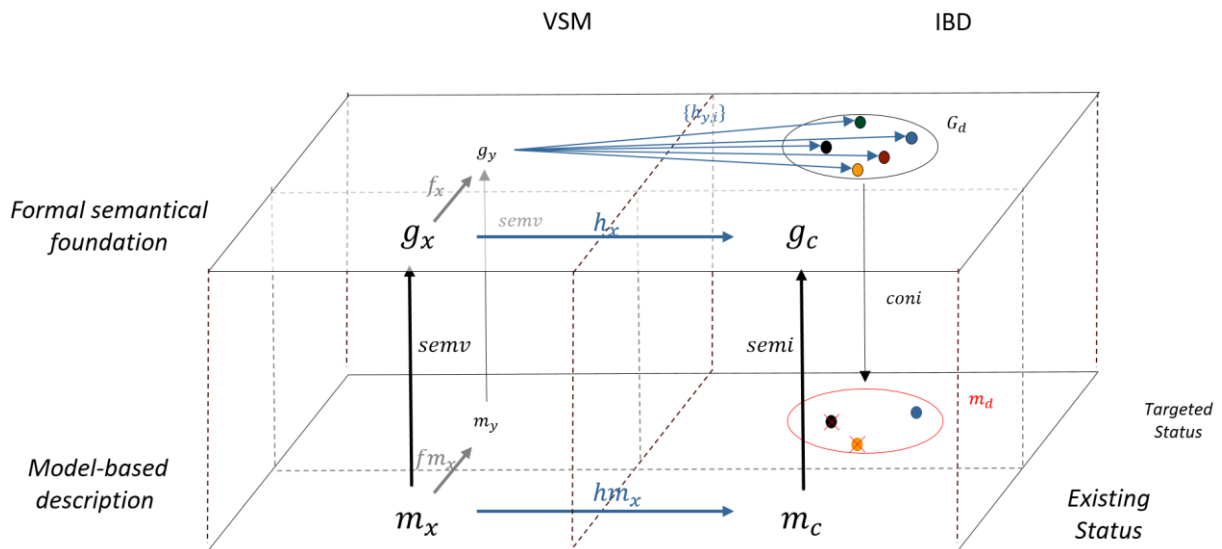 VSM IBD
{h_{y,i}}
G_d
g_y
f_x
Formal semantical
foundation
semv
h_x
g_x
g_c
coni
semv
semi
m_d
Targeted
Status
m_y
fm_x
Model-based
description
hm_x
m_x
m_c
Existing
Status